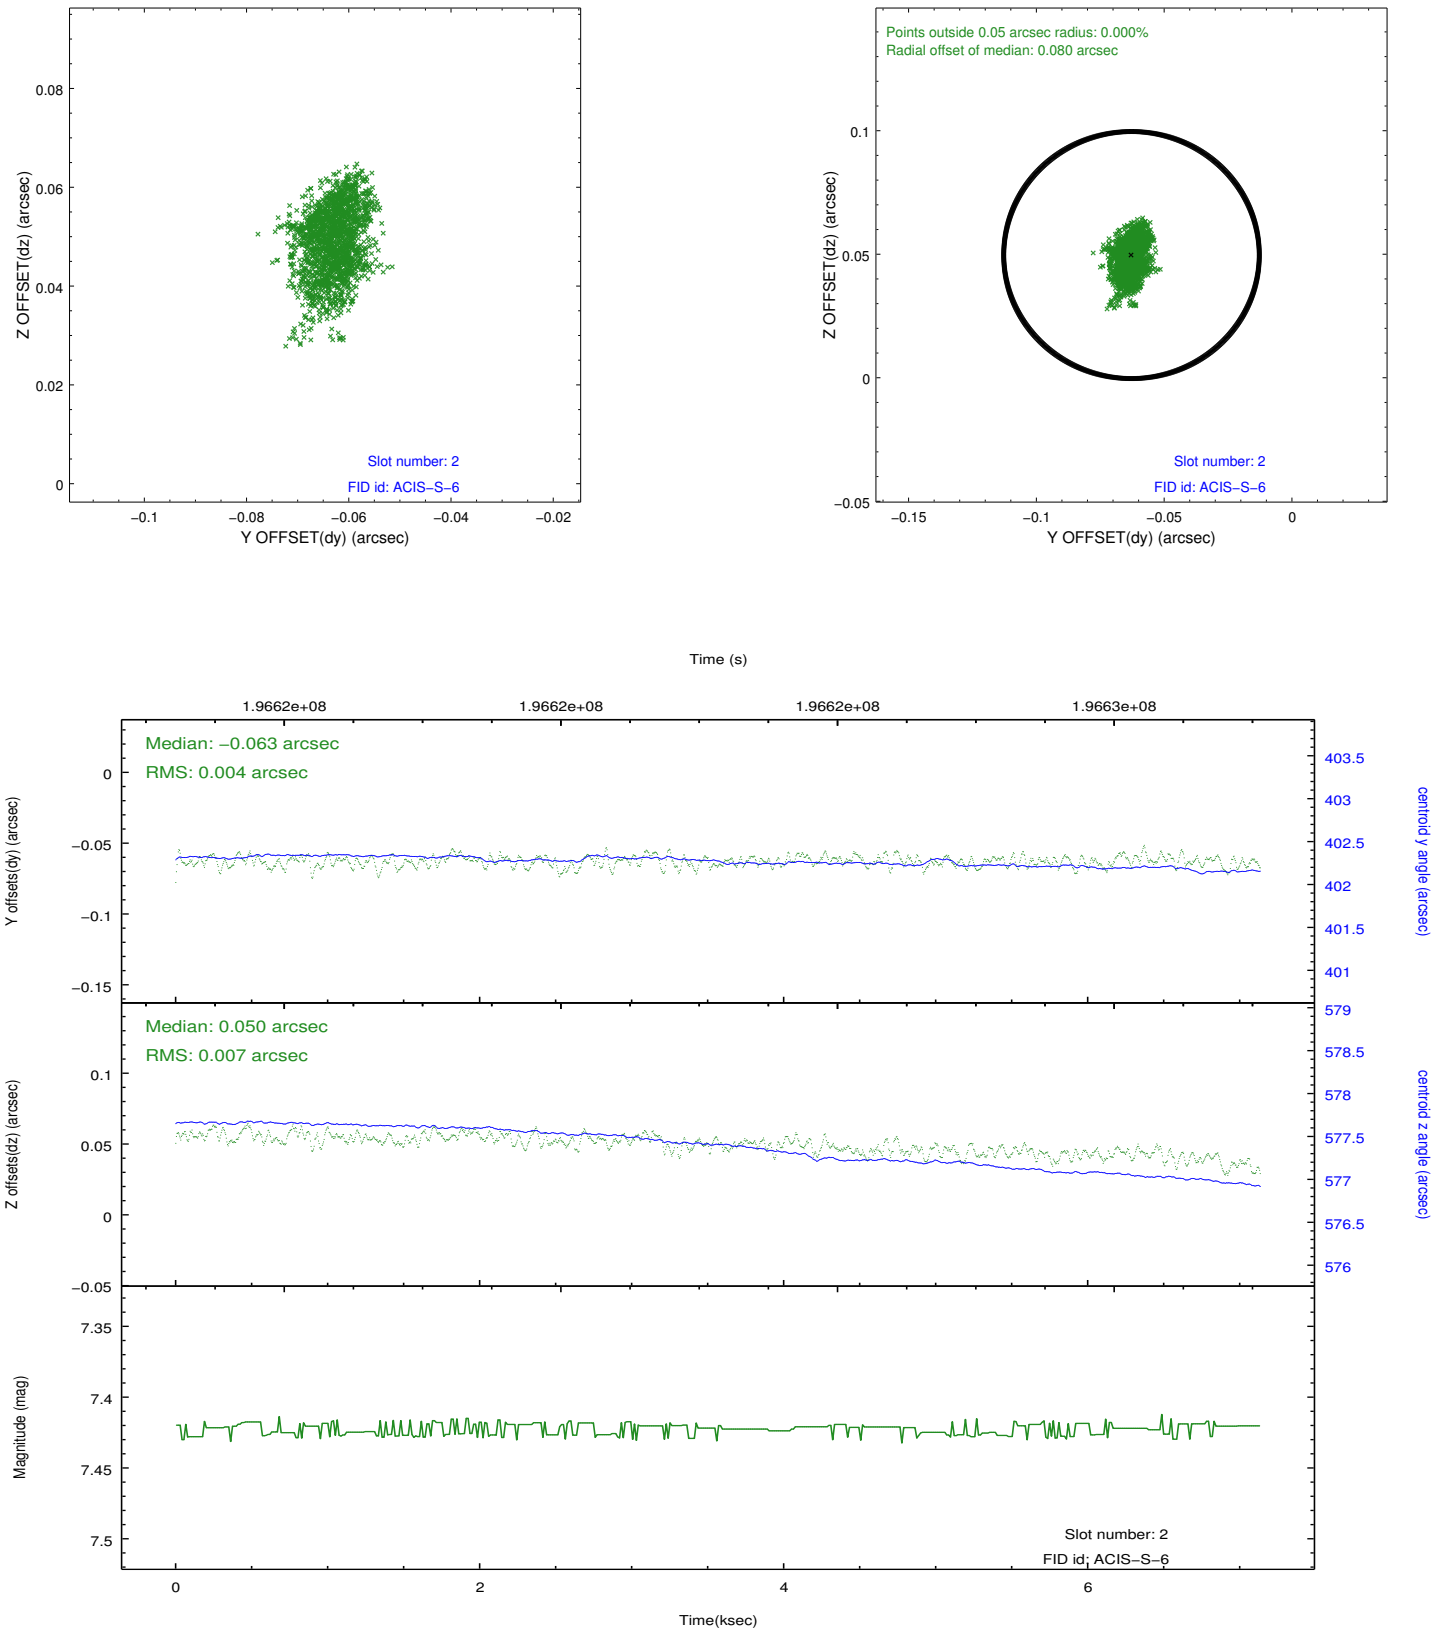 0.08
0.06
0.04
0.02
0
Z OFFSET(dz) (arcsec)
Slot number: 2
FID id: ACIS−S−6
−0.1
−0.08
−0.06
−0.04
−0.02
Y OFFSET(dy) (arcsec)
Points outside 0.05 arcsec radius: 0.000%
Radial offset of median: 0.080 arcsec
0.1
0.05
0
−0.05
Z OFFSET(dz) (arcsec)
Slot number: 2
FID id: ACIS−S−6
−0.15
−0.1
−0.05
0
Y OFFSET(dy) (arcsec)
Time (s)
1.9662e+08
1.9662e+08
1.9662e+08
1.9663e+08
Median: −0.063 arcsec
RMS: 0.004 arcsec
0
−0.05
−0.1
−0.15
Y offsets(dy) (arcsec)
403.5
403
402.5
402
401.5
401
centroid y angle (arcsec)
Median: 0.050 arcsec
RMS: 0.007 arcsec
0.1
0.05
0
−0.05
Z offsets(dz) (arcsec)
579
578.5
578
577.5
577
576.5
576
centroid z angle (arcsec)
7.35
7.4
7.45
7.5
Magnitude (mag)
Slot number: 2
FID id: ACIS−S−6
0
2
4
6
Time(ksec)